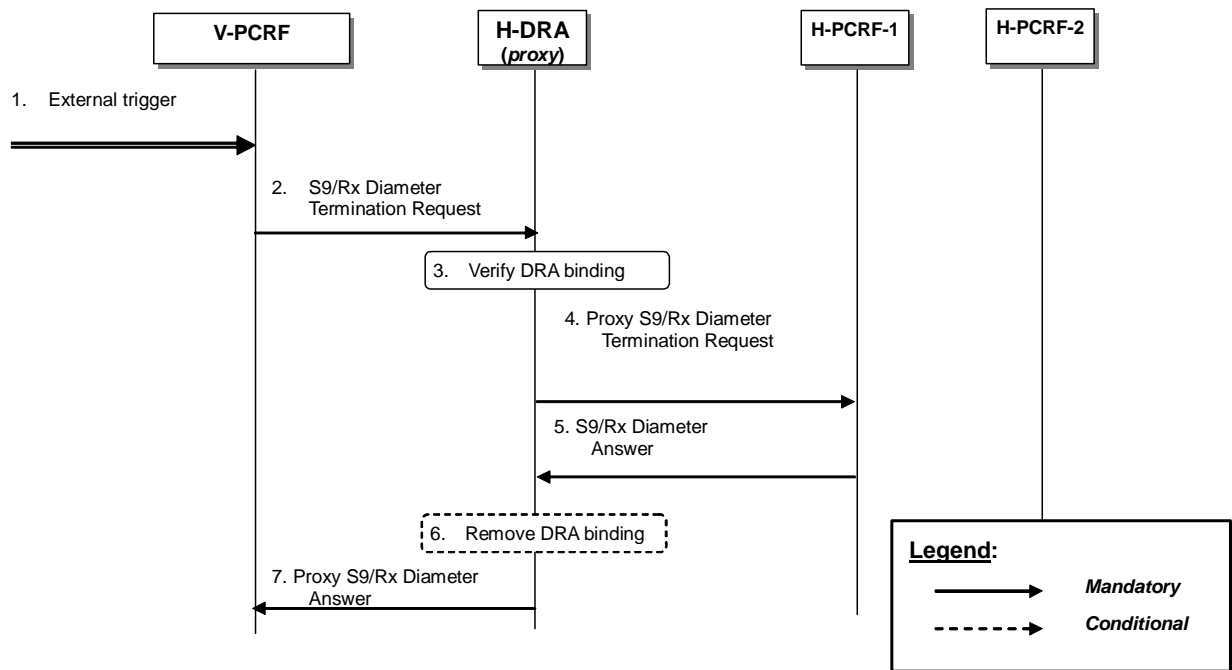 V-PCRF
H-DRA
(proxy)
H-PCRF-1
H-PCRF-2
1. External trigger
2. S9/Rx Diameter
Termination Request
3. Verify DRA binding
4. Proxy S9/Rx Diameter
Termination Request
5. S9/Rx Diameter
Answer
6. Remove DRA binding
7. Proxy S9/Rx Diameter
Answer
Legend:
Mandatory
Conditional